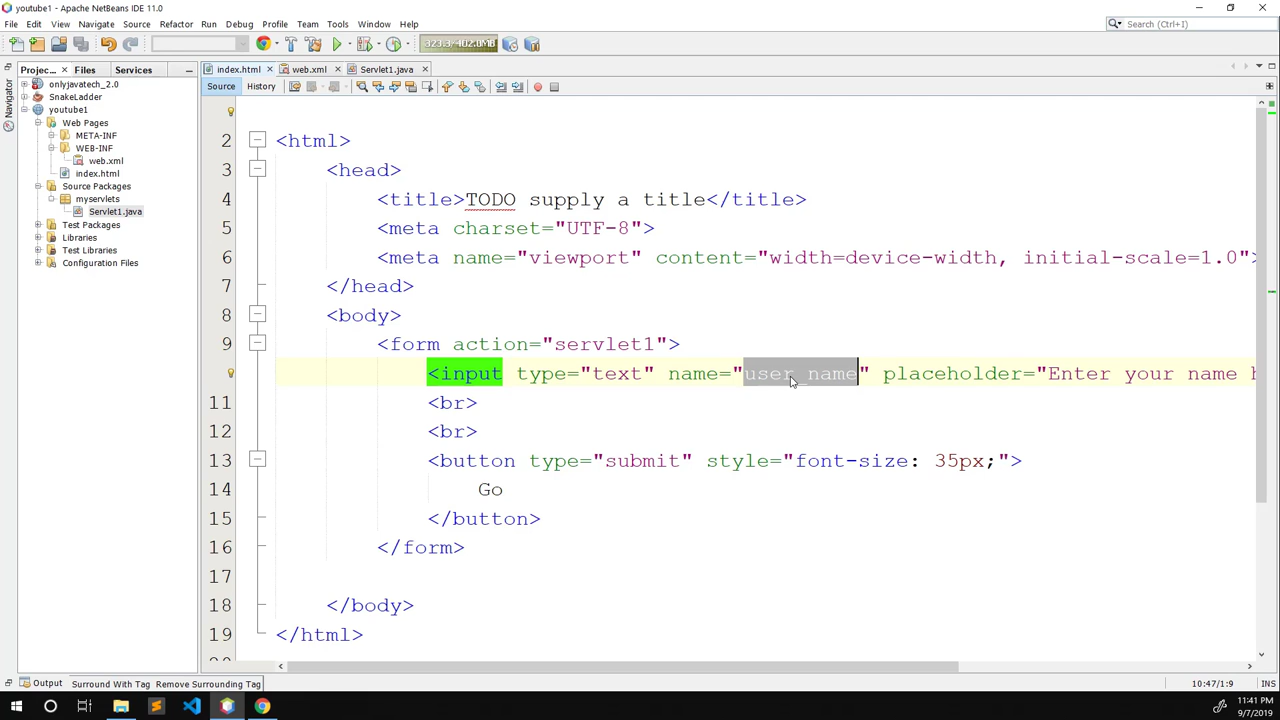 youtube1 - Apache NetBeans IDE 11.0
File Edit View Navigate Source Refactor Run Debug Profile Team Tools Window Help
Search (Ctrl+I)
323.3/402.0MB
Projec... Files Services
index.html web.xml Servlet1.java
Source History
Navigator
onlyjavatech_2.0
SnakeLadder
youtube1
Web Pages
META-INF
WEB-INF
web.xml
index.html
Source Packages
myservlets
Servlet1.java
Test Packages
Libraries
Test Libraries
Configuration Files
2 <html>
3 <head>
4 <title>TODO supply a title</title>
5 <meta charset="UTF-8">
6 <meta name="viewport" content="width=device-width, initial-scale=1.0">
7 </head>
8 <body>
9 <form action="servlet1">
<input type="text" name="user_name" placeholder="Enter your name h
11 <br>
12 <br>
13 <button type="submit" style="font-size: 35px;">
14 Go
15 </button>
16 </form>
17
18 </body>
19 </html>
Output Surround With Tag Remove Surrounding Tag
10:47/1:9 INS
11:41 PM
9/7/2019